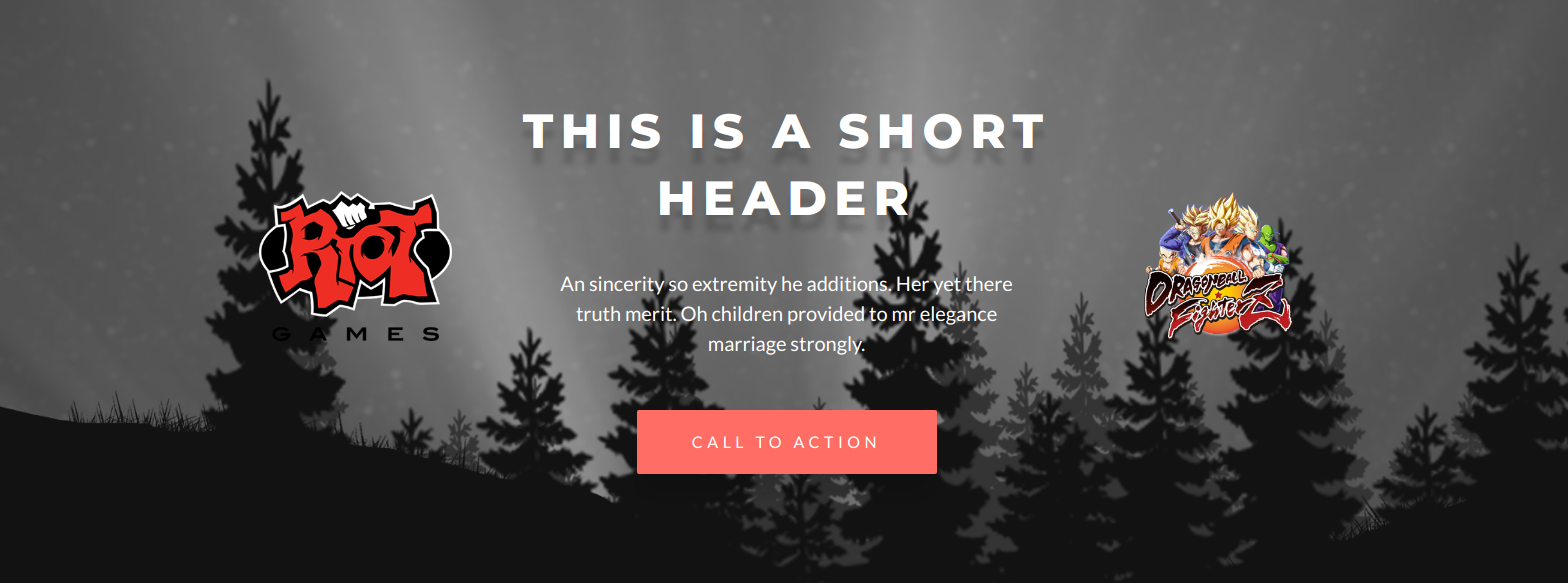 THIS IS A SHORT
HEADER
RIOT
GAMES
DRAGONBALL
FighterZ
An sincerity so extremity he additions. Her yet there
truth merit. Oh children provided to mr elegance
marriage strongly.
CALL TO ACTION